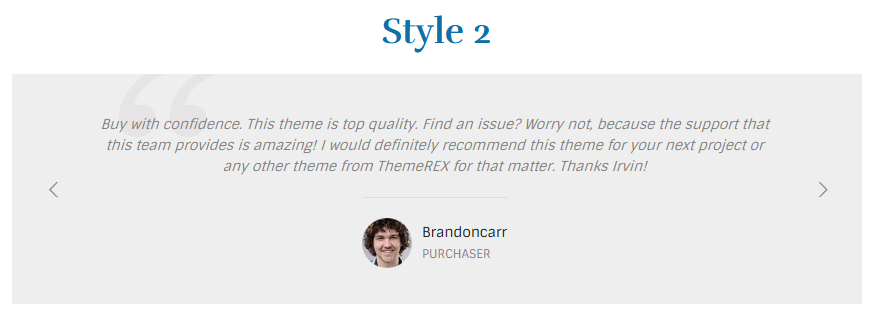 Style 2
Buy with confidence. This theme is top quality. Find an issue? Worry not, because the support that
this team provides is amazing! I would definitely recommend this theme for your next project or
any other theme from ThemeREX for that matter. Thanks Irvin!
Brandoncarr
PURCHASER